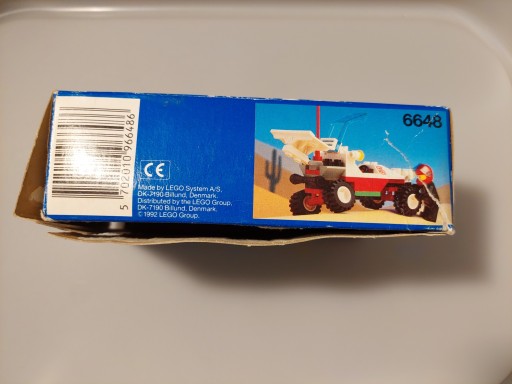 5 702010 966486
CE
Made by LEGO System A/S,
DK-7190 Billund, Denmark.
Distributed by the LEGO Group,
DK-7190 Billund, Denmark.
© 1992 LEGO Group.
6648